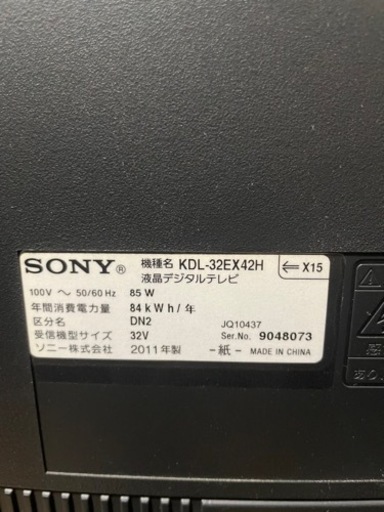 SONY® 機種名 KDL-32EX42H ⇐ X15
液晶デジタルテレビ
100V ～ 50/60 Hz 85 W
年間消費電力量 84 kWh/年
区分名 DN2 JQ10437
受信機型サイズ 32V Ser.No. 9048073
ソニー株式会社 2011年製 -紙- MADE IN CHINA
あり、